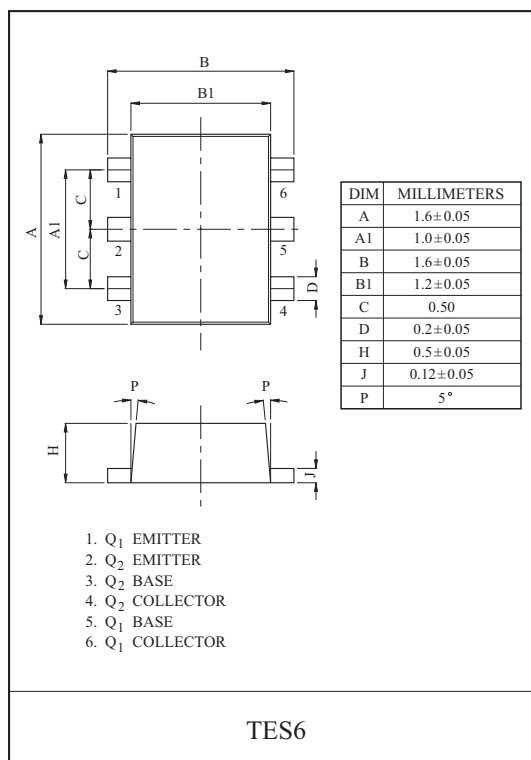 B
B1
1
6
A
A1
C
C
2
5
D
3
4
DIM MILLIMETERS
A 1.6±0.05
A1 1.0±0.05
B 1.6±0.05
B1 1.2±0.05
C 0.50
D 0.2±0.05
H 0.5±0.05
J 0.12±0.05
P 5°
P
P
H
J
1. Q1 EMITTER
2. Q2 EMITTER
3. Q2 BASE
4. Q2 COLLECTOR
5. Q1 BASE
6. Q1 COLLECTOR
TES6